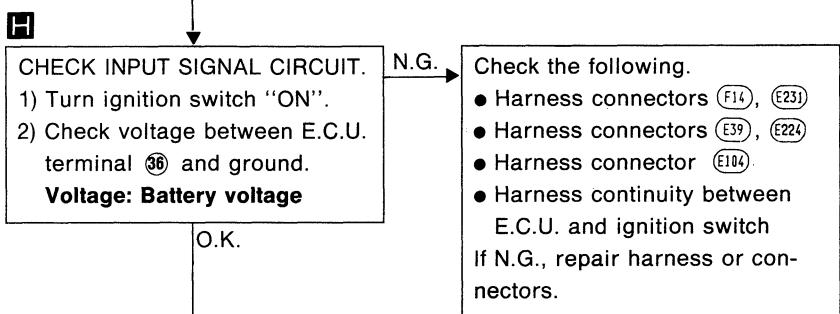 H
CHECK INPUT SIGNAL CIRCUIT.
1) Turn ignition switch "ON".
2) Check voltage between E.C.U.
terminal 36 and ground.
Voltage: Battery voltage
N.G.
O.K.
Check the following.
● Harness connectors F14, E231
● Harness connectors E39, E224
● Harness connector E104
● Harness continuity between
E.C.U. and ignition switch
If N.G., repair harness or con-
nectors.